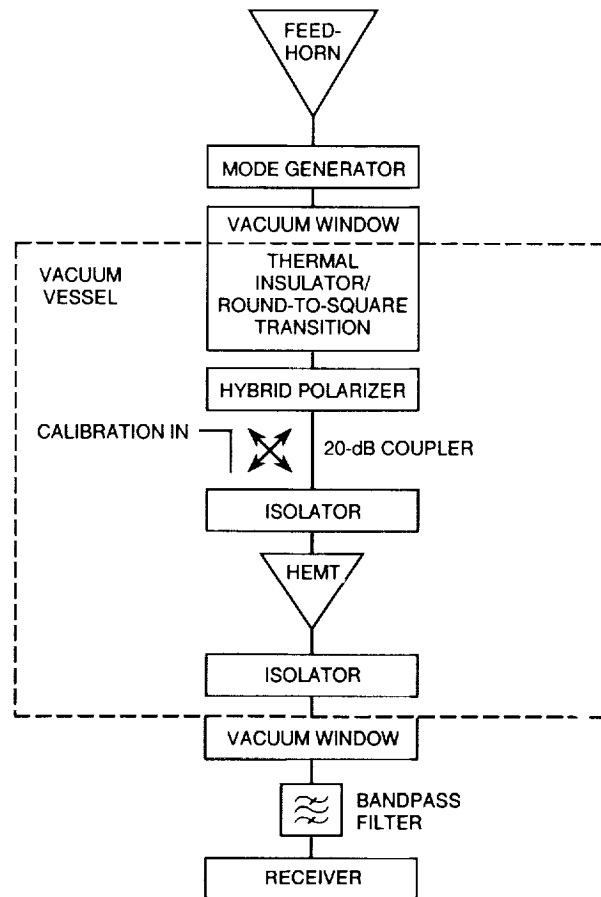 FEED-
HORN
MODE GENERATOR
VACUUM WINDOW
VACUUM
VESSEL
THERMAL
INSULATOR/
ROUND-TO-SQUARE
TRANSITION
HYBRID POLARIZER
CALIBRATION IN
20-dB COUPLER
ISOLATOR
HEMT
ISOLATOR
VACUUM WINDOW
BANDPASS
FILTER
RECEIVER